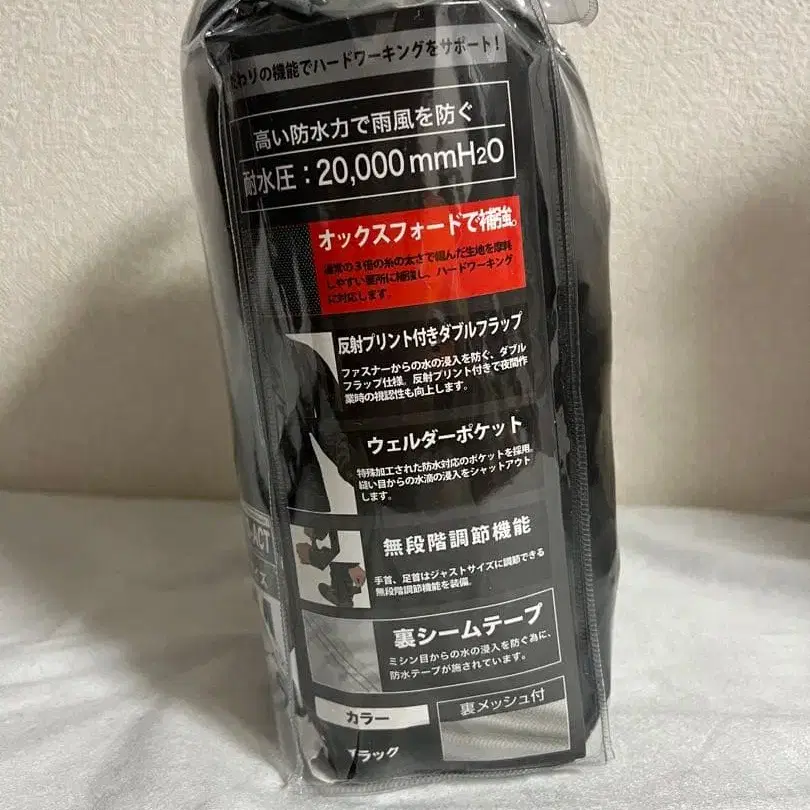 だわりの機能でハードワーキングをサポート!
高い防水力で雨風を防ぐ
耐水圧:20,000mmH2O
オックスフォードで補強。
通常の3倍の糸の太さで編んだ生地を摩耗
しやすい箇所に補強し、ハードワーキング
に対応します。
反射プリント付きダブルフラップ
ファスナーからの水の浸入を防ぐ、ダブル
フラップ仕様。反射プリント付きで夜間作
業時の視認性も向上します。
ウェルダーポケット
特殊加工された防水対応のポケットを採用。
縫い目からの水滴の浸入をシャットアウト
します。
無段階調節機能
手首、足首はジャストサイズに調節できる
無段階調節機能を装備。
裏シームテープ
ミシン目からの水の浸入を防ぐ為に、
防水テープが施されています。
カラー
ブラック
裏メッシュ付
ACT